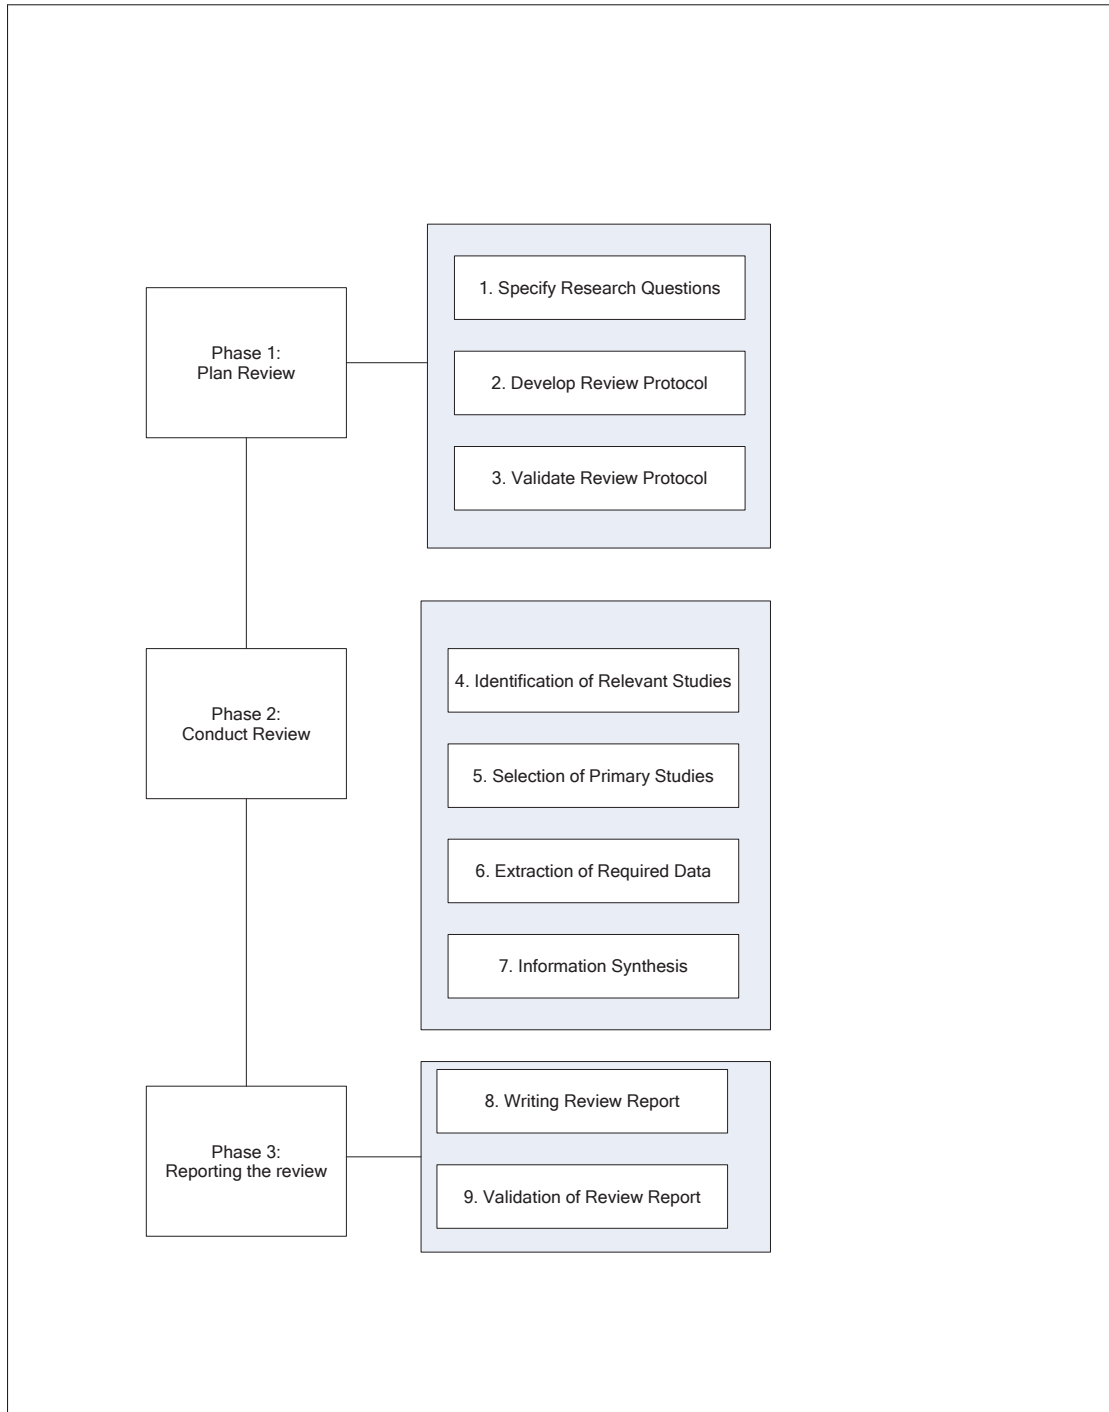 Phase 1:
Plan Review
1. Specify Research Questions
2. Develop Review Protocol
3. Validate Review Protocol
Phase 2:
Conduct Review
4. Identification of Relevant Studies
5. Selection of Primary Studies
6. Extraction of Required Data
7. Information Synthesis
Phase 3:
Reporting the review
8. Writing Review Report
9. Validation of Review Report